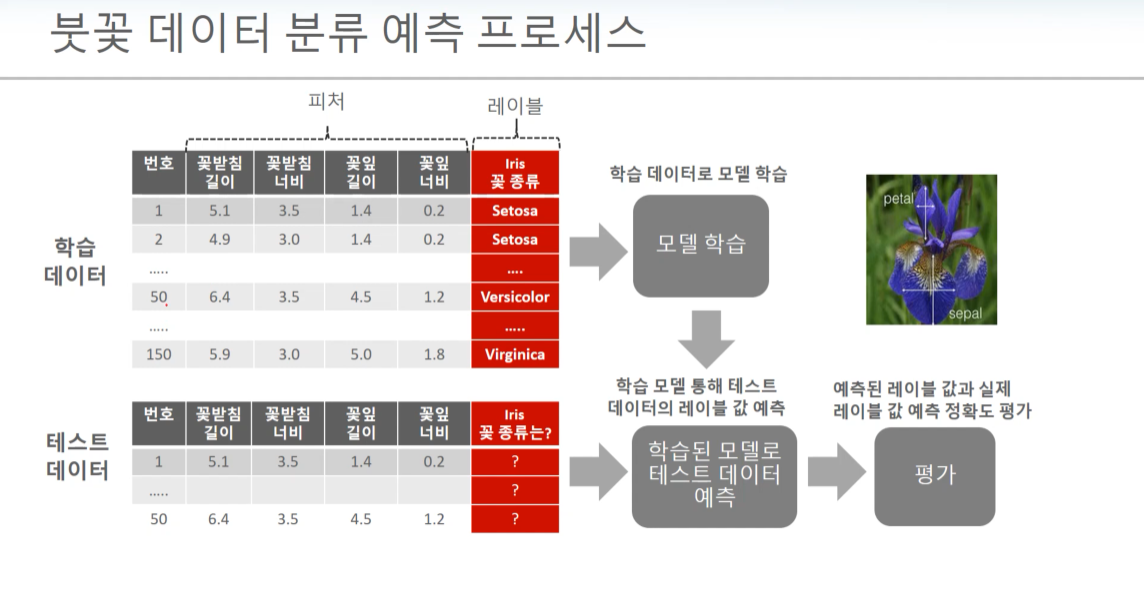 붓꽃 데이터 분류 예측 프로세스
피처
레이블
번호 꽃받침 길이 꽃받침 너비 꽃잎 길이 꽃잎 너비 Iris 꽃 종류
1 5.1 3.5 1.4 0.2 Setosa
2 4.9 3.0 1.4 0.2 Setosa
..... ....
50 6.4 3.5 4.5 1.2 Versicolor
..... .....
150 5.9 3.0 5.0 1.8 Virginica
학습
데이터
학습 데이터로 모델 학습
모델 학습
petal
sepal
번호 꽃받침 길이 꽃받침 너비 꽃잎 길이 꽃잎 너비 Iris 꽃 종류는?
1 5.1 3.5 1.4 0.2 ?
..... ?
50 6.4 3.5 4.5 1.2 ?
테스트
데이터
학습 모델 통해 테스트
데이터의 레이블 값 예측
학습된 모델로
테스트 데이터
예측
예측된 레이블 값과 실제
레이블 값 예측 정확도 평가
평가